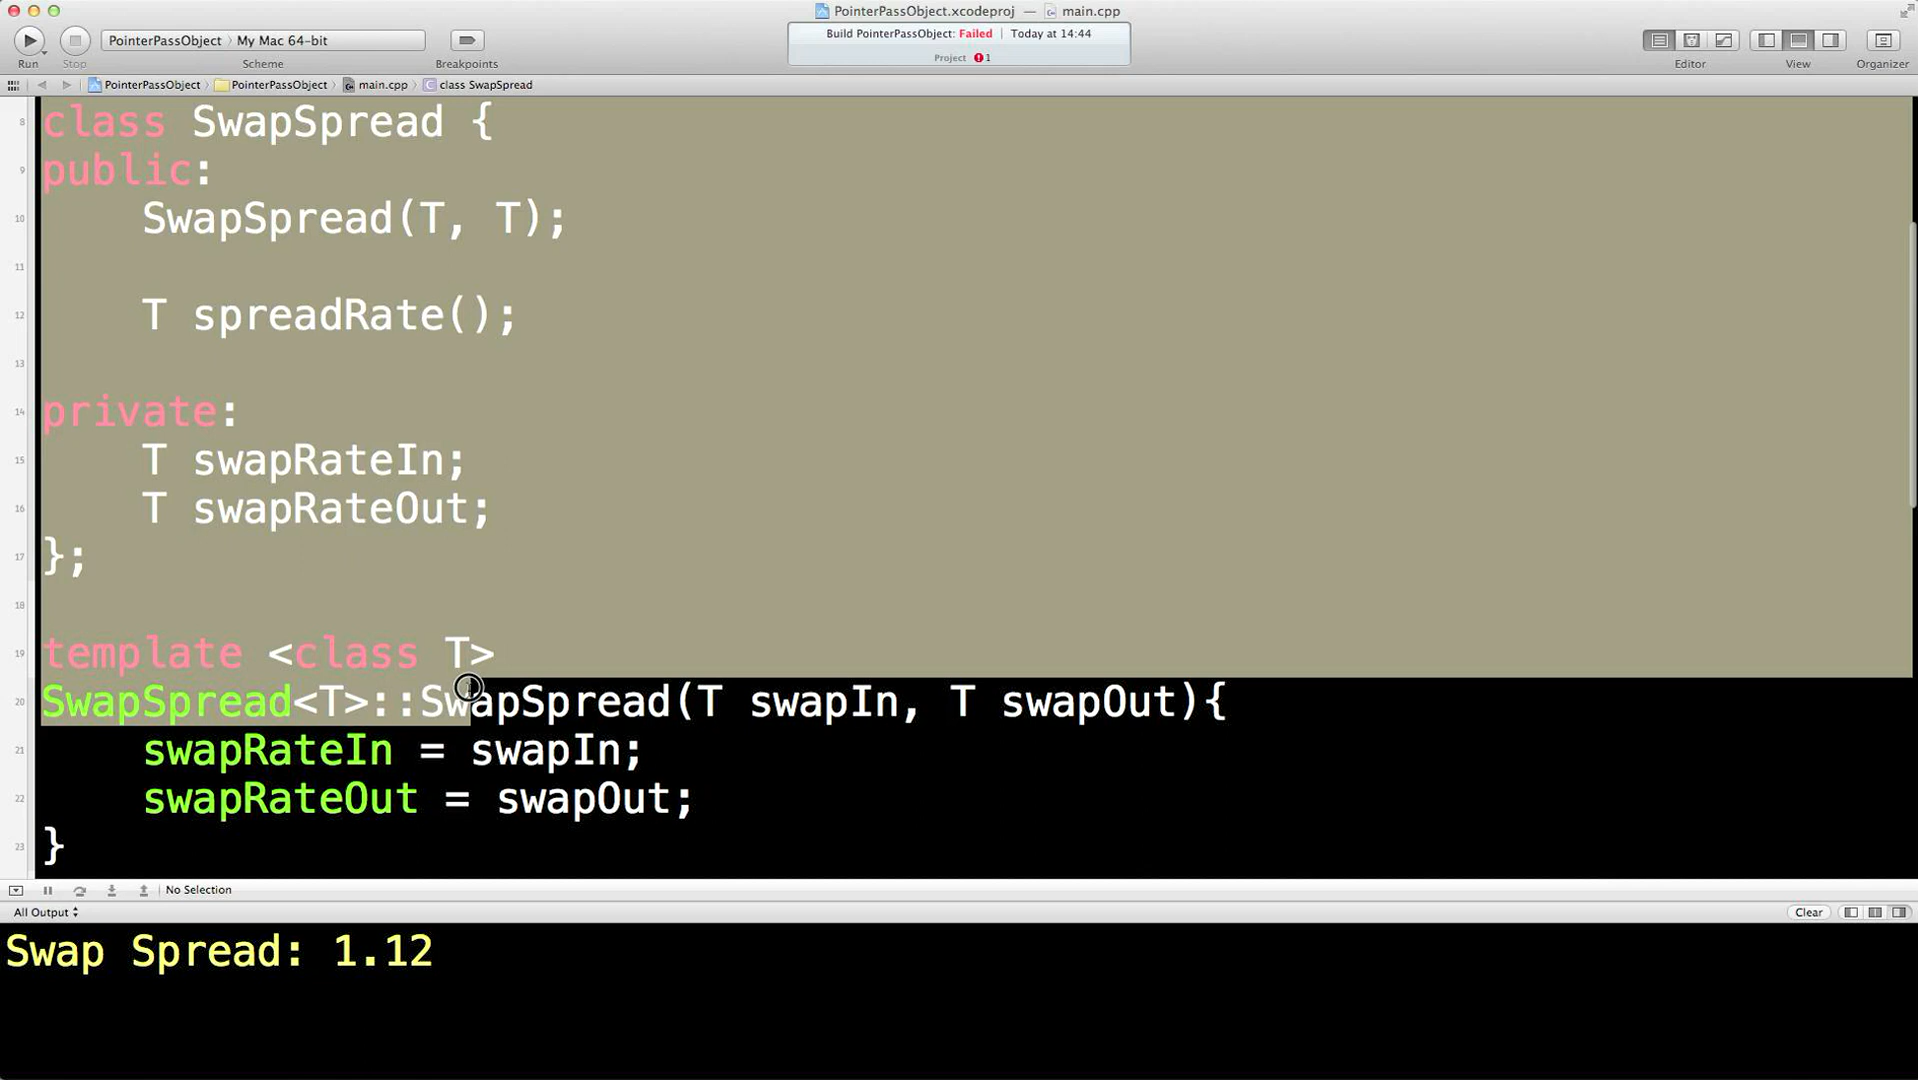 PointerPassObject.xcodeproj — main.cpp
PointerPassObject 〉 My Mac 64-bit
Build PointerPassObject: Failed | Today at 14:44
Project 1
Run Stop Scheme Breakpoints Editor View Organizer
PointerPassObject 〉 PointerPassObject 〉 main.cpp 〉 C class SwapSpread
8 class SwapSpread {
9 public:
10 SwapSpread(T, T);
11
12 T spreadRate();
13
14 private:
15 T swapRateIn;
16 T swapRateOut;
17 };
18
19 template <class T>
20 SwapSpread<T>::SwapSpread(T swapIn, T swapOut){
21 swapRateIn = swapIn;
22 swapRateOut = swapOut;
23 }
No Selection
All Output Clear
Swap Spread: 1.12